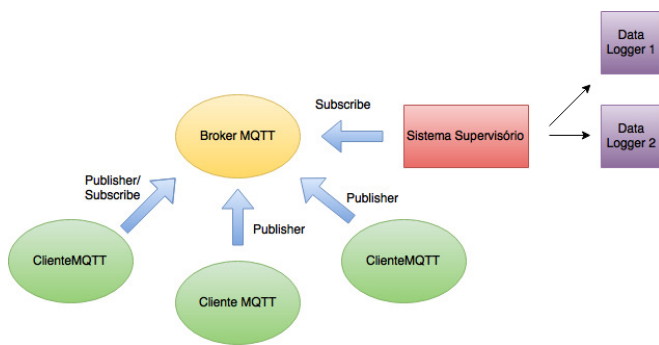 Data
Logger 1
Subscribe
Broker MQTT
Sistema Supervisório
Data
Logger 2
Publisher/
Subscribe
Publisher
Publisher
ClienteMQTT
Cliente MQTT
ClienteMQTT